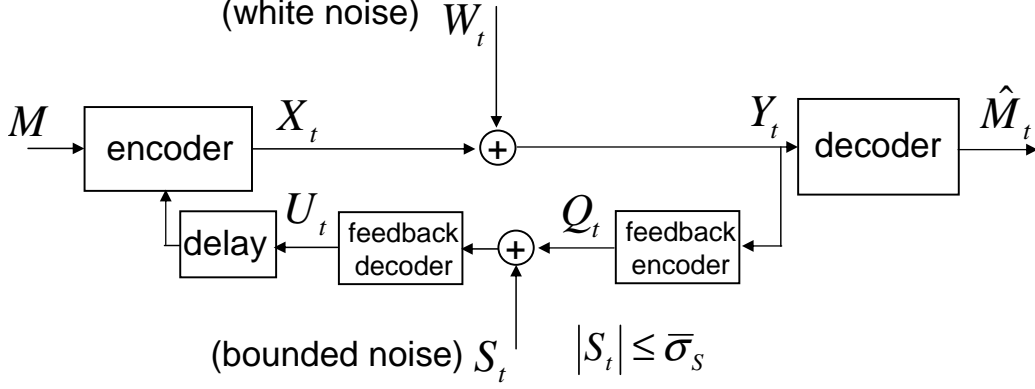 (white noise) W_t
M
encoder
X_t
+
Y_t
decoder
M̂_t
delay
U_t
feedback
decoder
+
Q_t
feedback
encoder
(bounded noise) S_t
|S_t| ≤ σ̅_S